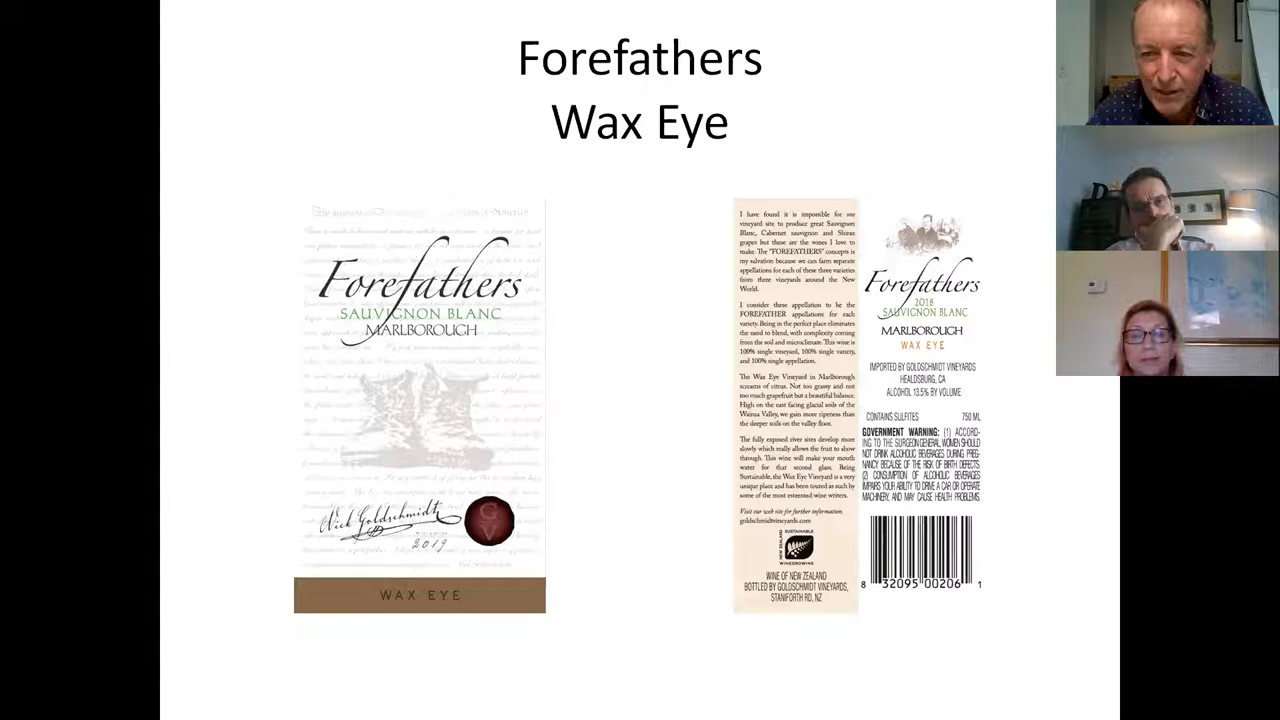 Forefathers
Wax Eye
Forefathers
SAUVIGNON BLANC
MARLBOROUGH
Nick Goldschmidt
2019
G
V
WAX EYE
I have found it is impossible for one
vineyard site to produce great Sauvignon
Blanc, Cabernet sauvignon and Shiraz
grapes but these are the wines I love to
make. The "FOREFATHERS" concepts is
my salvation because we can farm separate
appellations for each of these three varieties
from three vineyards around the New
World.
I consider these appellation to be the
FOREFATHER appellations for each
variety. Being in the perfect place eliminates
the need to blend, with complexity coming
from the soil and microclimate. This wine is
100% single vineyard, 100% single variety,
and 100% single appellation.
The Wax Eye Vineyard in Marlborough
screams of citrus. Not too grassy and not
too much grapefruit but a beautiful balance.
High on the east facing glacial soils of the
Wairua Valley, we gain more ripeness than
the deeper soils on the valley floor.
The fully exposed river sites develop more
slowly which really allows the fruit to show
through. This wine will make your mouth
water for that second glass. Being
Sustainable, the Wax Eye Vineyard is a very
unique place and has been touted as such by
some of the most esteemed wine writers.
Visit our web site for further information.
goldschmidtvineyards.com
SUSTAINABLE
NEW ZEALAND
WINEGROWING
WINE OF NEW ZEALAND
BOTTLED BY GOLDSCHMIDT VINEYARDS,
STANIFORTH RD, NZ
Forefathers
2018
SAUVIGNON BLANC
MARLBOROUGH
WAX EYE
IMPORTED BY GOLDSCHMIDT VINEYARDS
HEALDSBURG, CA
ALCOHOL 13.5% BY VOLUME
CONTAINS SULFITES 750 ML
GOVERNMENT WARNING: (1) ACCORD-
ING TO THE SURGEON GENERAL, WOMEN SHOULD
NOT DRINK ALCOHOLIC BEVERAGES DURING PREG-
NANCY BECAUSE OF THE RISK OF BIRTH DEFECTS.
(2) CONSUMPTION OF ALCOHOLIC BEVERAGES
IMPAIRS YOUR ABILITY TO DRIVE A CAR OR OPERATE
MACHINERY, AND MAY CAUSE HEALTH PROBLEMS.
8 32095 00206 1